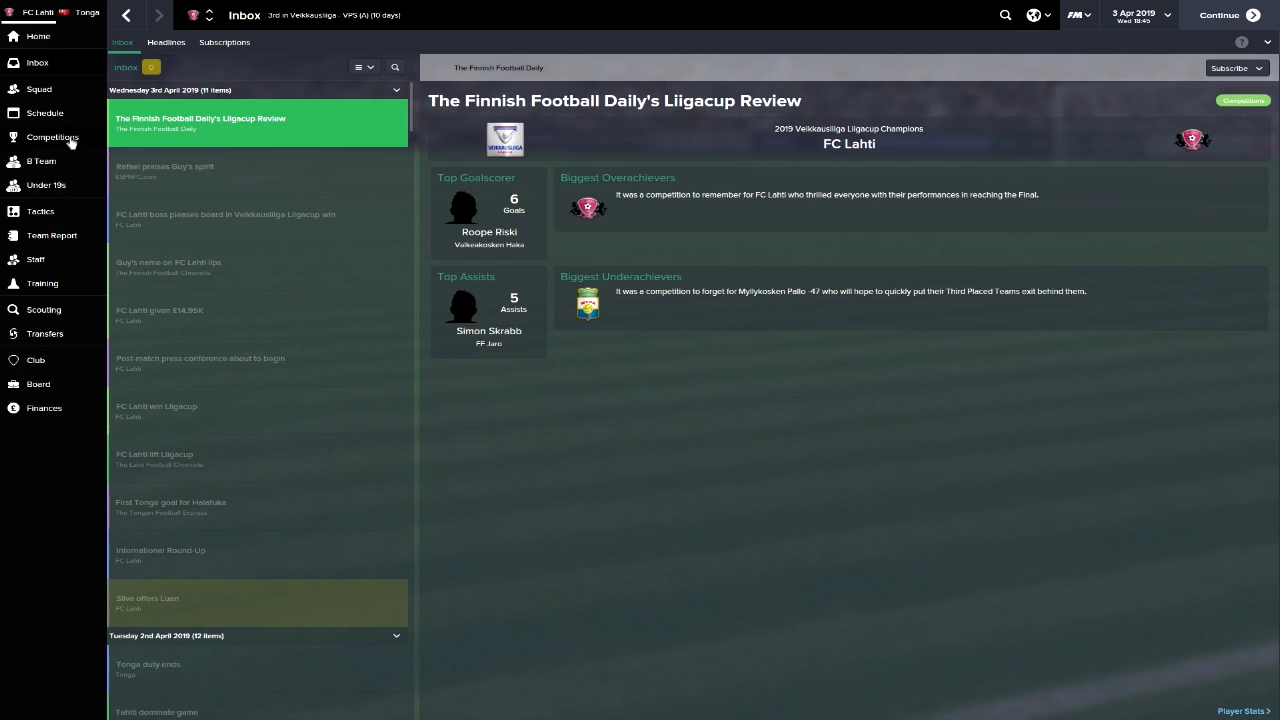 FC Lahti
Tonga
Inbox
3rd in Veikkausliiga - VPS (A) (10 days)
FM
3 Apr 2019
Wed 18:45
Continue
Home
Inbox
Squad
Schedule
Competitions
B Team
Under 19s
Tactics
Team Report
Staff
Training
Scouting
Transfers
Club
Board
Finances
Inbox
Headlines
Subscriptions
Inbox
Wednesday 3rd April 2019 (11 items)
The Finnish Football Daily's Liigacup Review
The Finnish Football Daily
Rafael praises Guy's spirit
ESPNFC.com
FC Lahti boss pleases board in Veikkausliiga Liigacup win
FC Lahti
Guy's name on FC Lahti lips
The Finnish Football Chronicle
FC Lahti given £14.95K
FC Lahti
Post-match press conference about to begin
FC Lahti
FC Lahti win Liigacup
FC Lahti
FC Lahti lift Liigacup
The Lahti Football Chronicle
First Tonga goal for Halafuka
The Tongan Football Express
International Round-Up
FC Lahti
Silva offers Luan
FC Lahti
Tuesday 2nd April 2019 (12 items)
Tonga duty ends
Tonga
Tahiti dominate game
The Finnish Football Daily
Subscribe
The Finnish Football Daily's Liigacup Review
Competitions
VEIKKAUSLIIGA
2019 Veikkausliiga Liigacup Champions
FC Lahti
Top Goalscorer
6
Goals
Roope Riski
Valkeakosken Haka
Biggest Overachievers
It was a competition to remember for FC Lahti who thrilled everyone with their performances in reaching the Final.
Top Assists
5
Assists
Simon Skrabb
FF Jaro
Biggest Underachievers
It was a competition to forget for Myllykosken Pallo -47 who will hope to quickly put their Third Placed Teams exit behind them.
Player Stats >